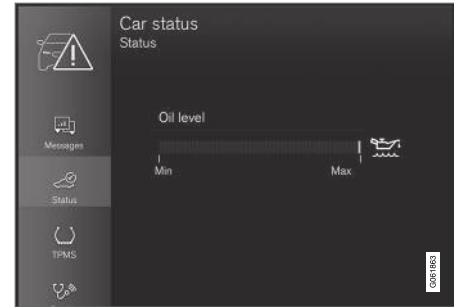 Car status
Status
Messages
Status
TPMS
Oil level
Min Max
G061863